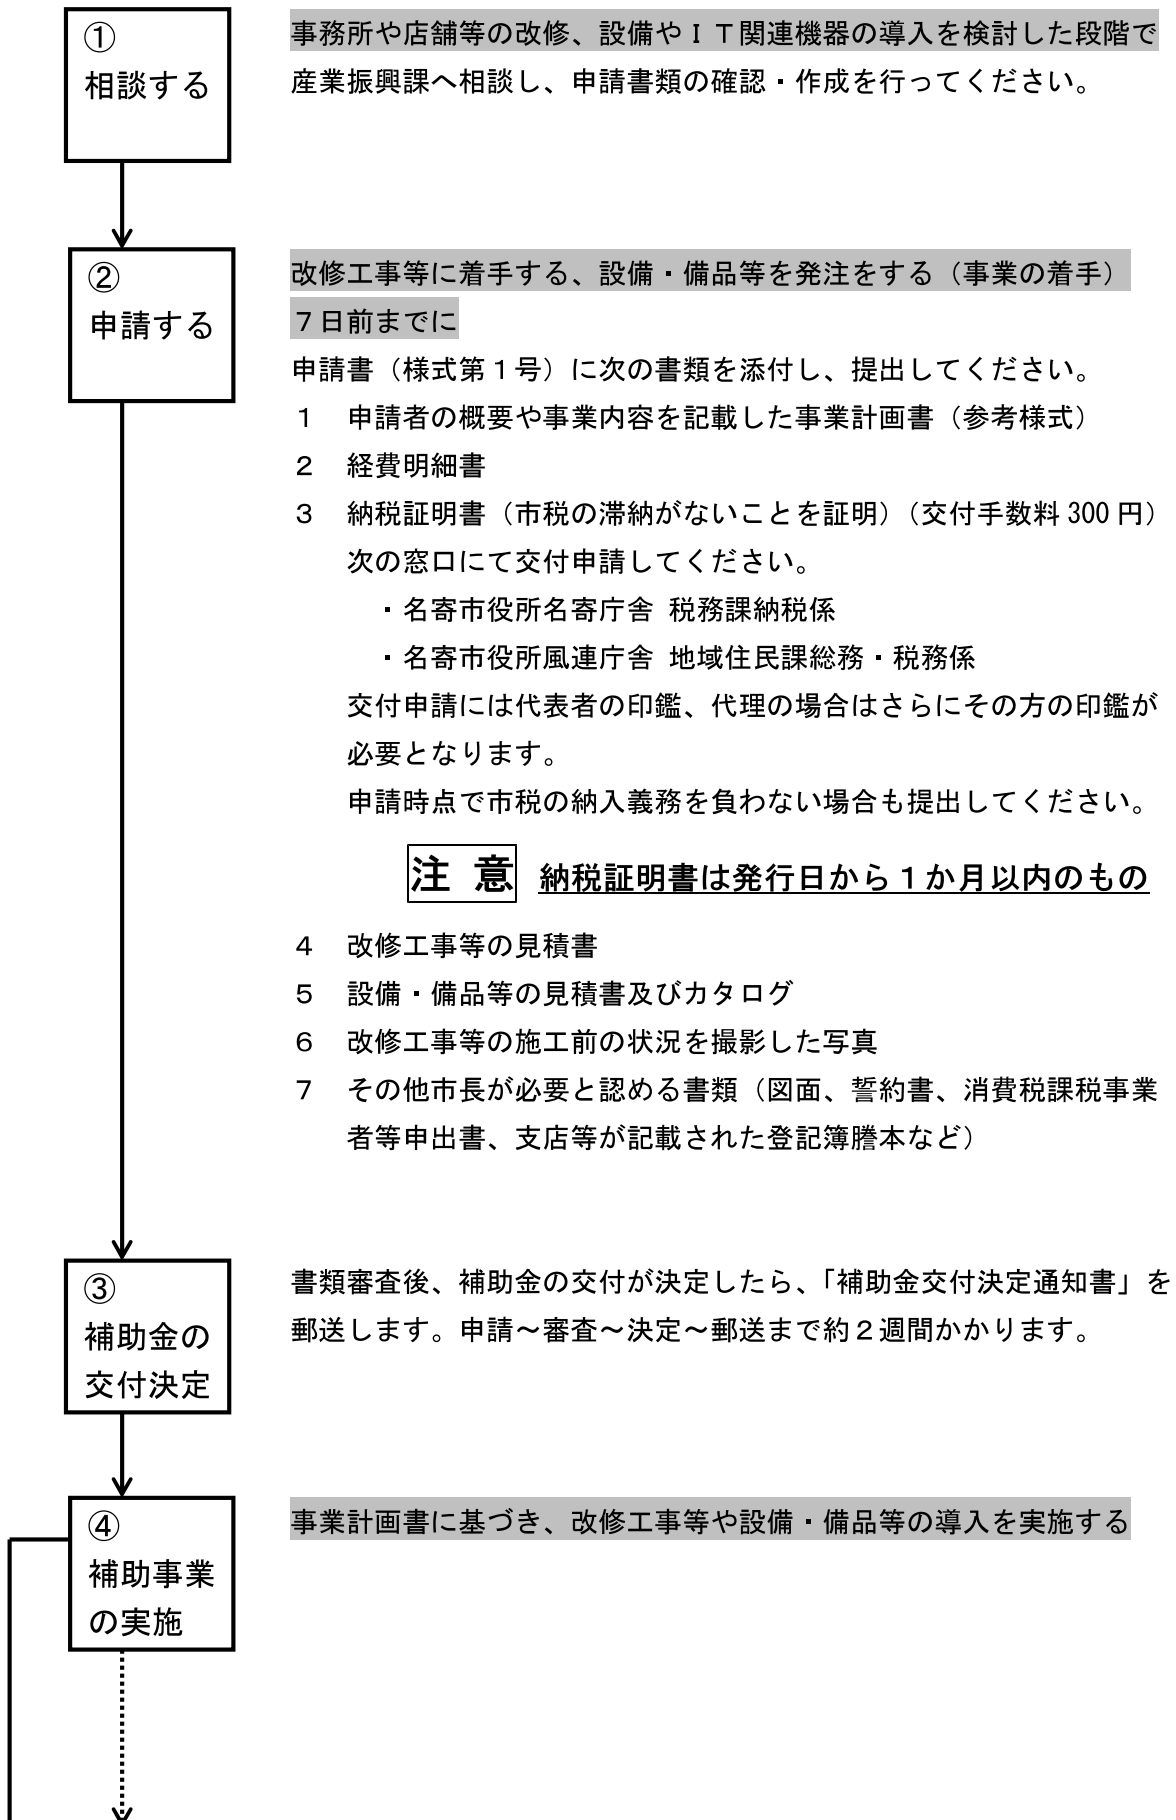 ①
相談する
事務所や店舗等の改修、設備やＩＴ関連機器の導入を検討した段階で
産業振興課へ相談し、申請書類の確認・作成を行ってください。
②
申請する
改修工事等に着手する、設備・備品等を発注をする（事業の着手）
７日前までに
申請書（様式第１号）に次の書類を添付し、提出してください。
１　申請者の概要や事業内容を記載した事業計画書（参考様式）
２　経費明細書
３　納税証明書（市税の滞納がないことを証明）（交付手数料 300 円）
次の窓口にて交付申請してください。
・名寄市役所名寄庁舎 税務課納税係
・名寄市役所風連庁舎 地域住民課総務・税務係
交付申請には代表者の印鑑、代理の場合はさらにその方の印鑑が
必要となります。
申請時点で市税の納入義務を負わない場合も提出してください。
注 意 納税証明書は発行日から１か月以内のもの
４　改修工事等の見積書
５　設備・備品等の見積書及びカタログ
６　改修工事等の施工前の状況を撮影した写真
７　その他市長が必要と認める書類（図面、誓約書、消費税課税事業
者等申出書、支店等が記載された登記簿謄本など）
③
補助金の
交付決定
書類審査後、補助金の交付が決定したら、「補助金交付決定通知書」を
郵送します。申請～審査～決定～郵送まで約２週間かかります。
④
補助事業
の実施
事業計画書に基づき、改修工事等や設備・備品等の導入を実施する